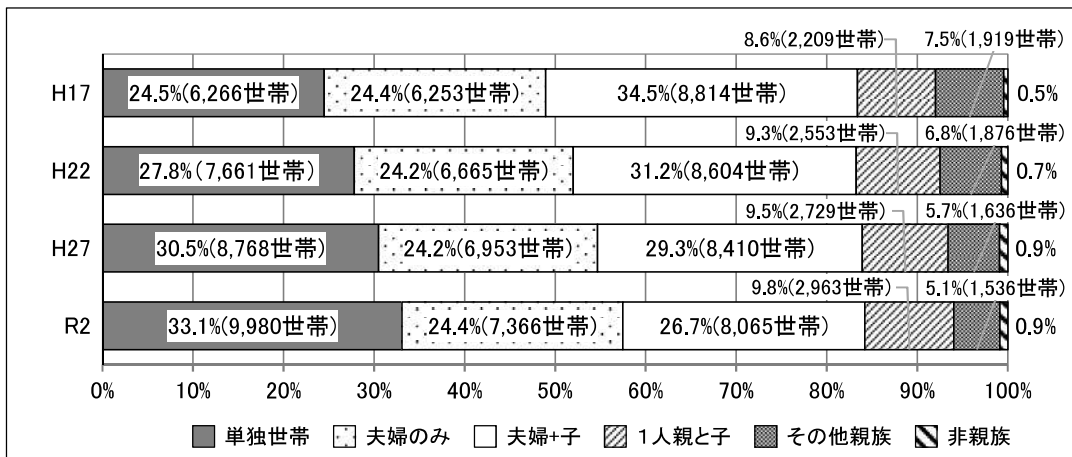 8.6%(2,209世帯) 7.5%(1,919世帯)
H17 24.5%(6,266世帯) 24.4%(6,253世帯) 34.5%(8,814世帯) 0.5%
9.3%(2,553世帯) 6.8%(1,876世帯)
H22 27.8%(7,661世帯) 24.2%(6,665世帯) 31.2%(8,604世帯) 0.7%
9.5%(2,729世帯) 5.7%(1,636世帯)
H27 30.5%(8,768世帯) 24.2%(6,953世帯) 29.3%(8,410世帯) 0.9%
9.8%(2,963世帯) 5.1%(1,536世帯)
R2 33.1%(9,980世帯) 24.4%(7,366世帯) 26.7%(8,065世帯) 0.9%
0% 10% 20% 30% 40% 50% 60% 70% 80% 90% 100%
単独世帯 夫婦のみ 夫婦+子 1人親と子 その他親族 非親族